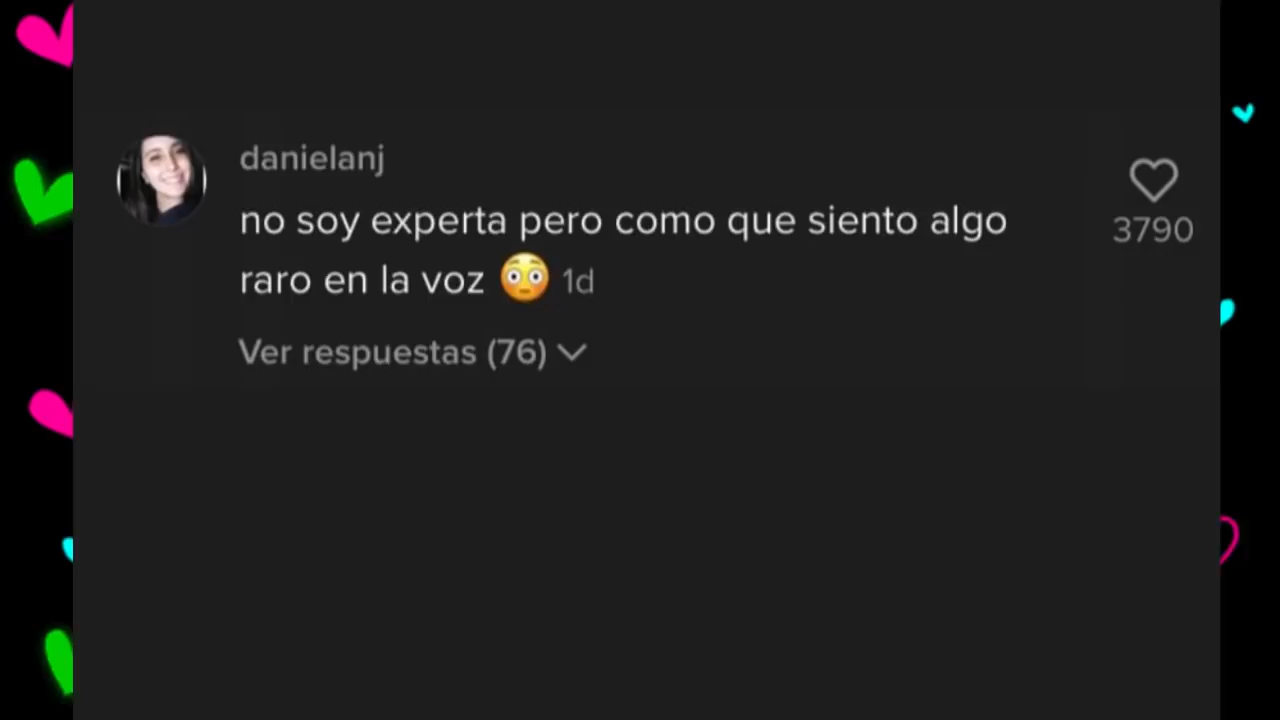 danielanj
no soy experta pero como que siento algo
raro en la voz 😳 1d
3790
Ver respuestas (76)